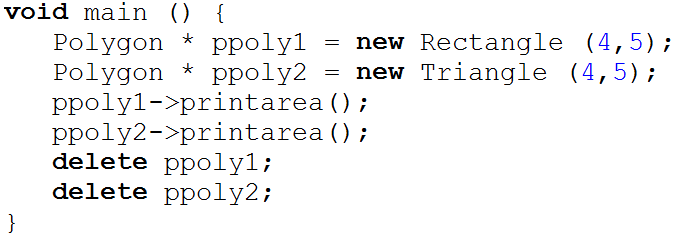 void main () {
   Polygon * ppoly1 = new Rectangle (4,5);
   Polygon * ppoly2 = new Triangle (4,5);
   ppoly1->printarea();
   ppoly2->printarea();
   delete ppoly1;
   delete ppoly2;
}